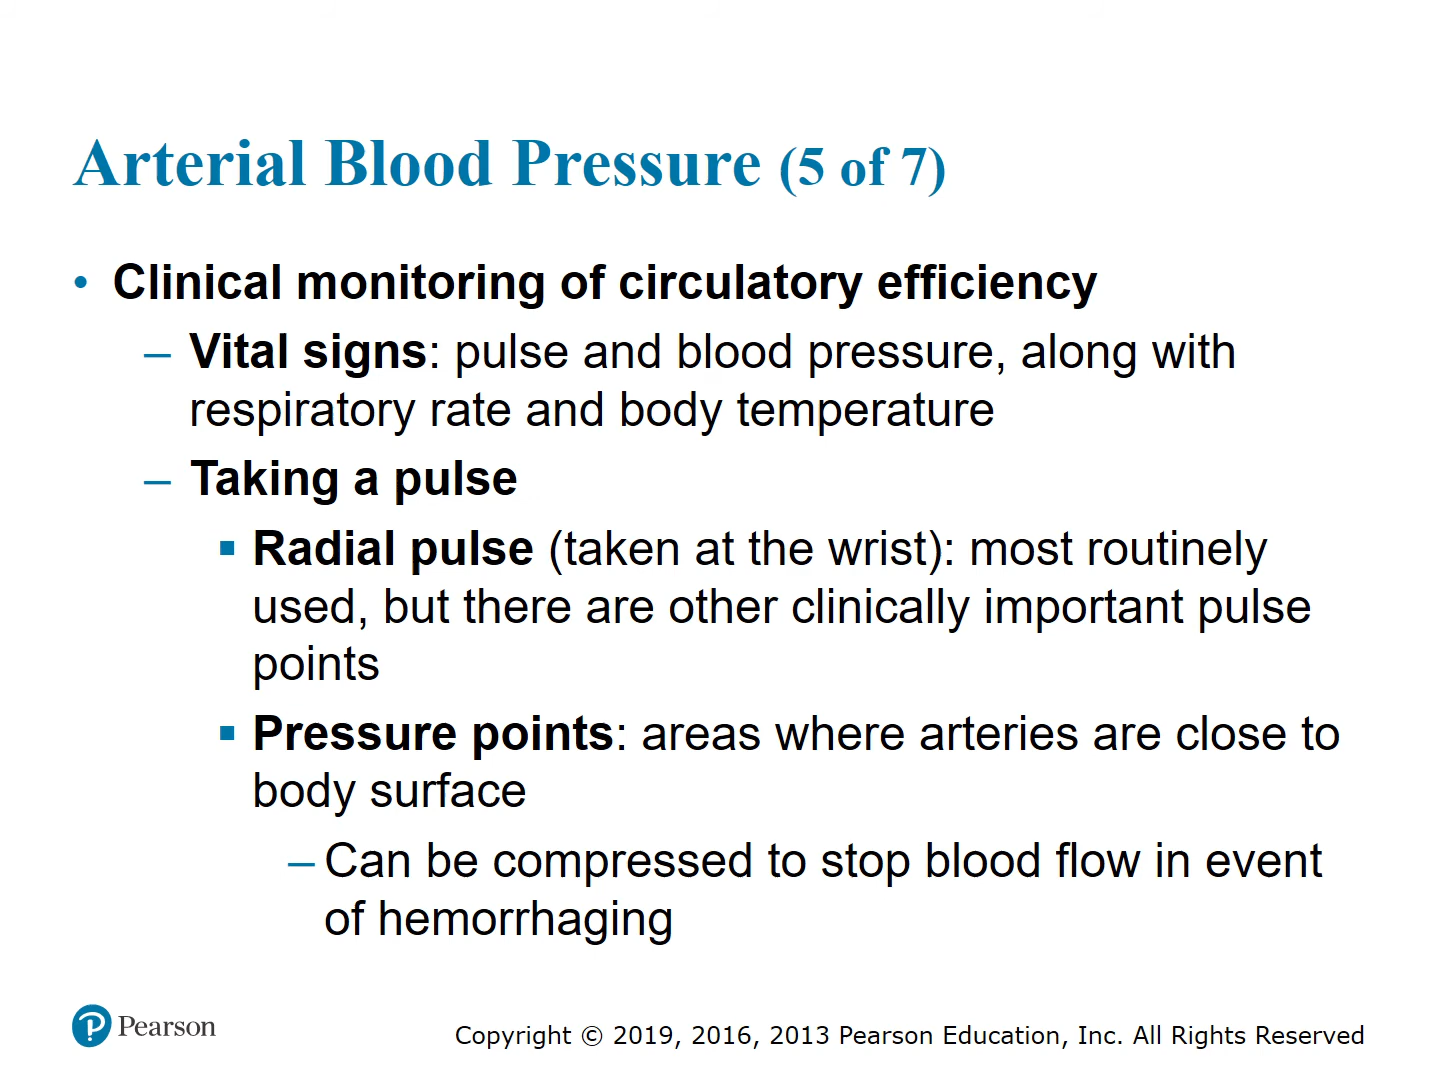 Arterial Blood Pressure (5 of 7)
• Clinical monitoring of circulatory efficiency
– Vital signs: pulse and blood pressure, along with
respiratory rate and body temperature
– Taking a pulse
▪ Radial pulse (taken at the wrist): most routinely
used, but there are other clinically important pulse
points
▪ Pressure points: areas where arteries are close to
body surface
– Can be compressed to stop blood flow in event
of hemorrhaging
Pearson
Copyright © 2019, 2016, 2013 Pearson Education, Inc. All Rights Reserved